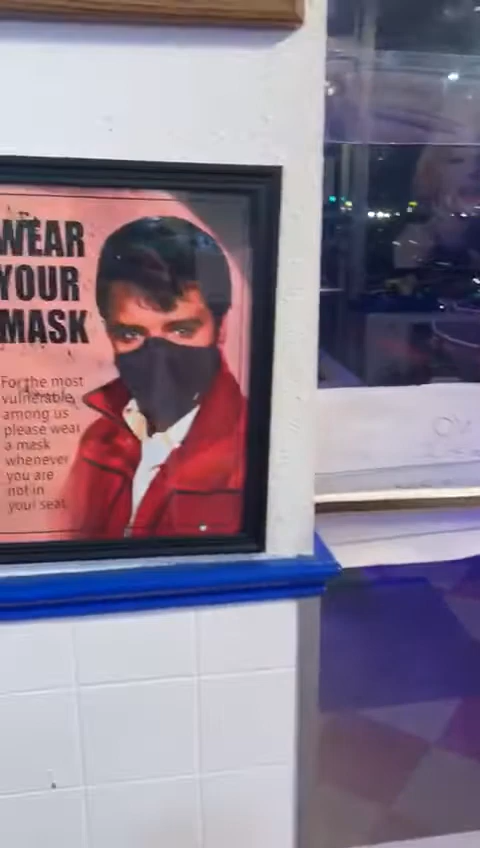 WEAR
YOUR
MASK
For the most
vulnerable
among us
please wear
a mask
whenever
you are
not in
your seat